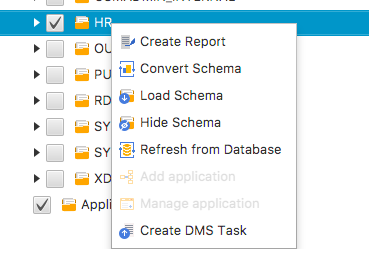 HR
Create Report
OU
Convert Schema
PU
Load Schema
RD
Hide Schema
SY
Refresh from Database
SY
Add application
XD
Manage application
Appli
Create DMS Task